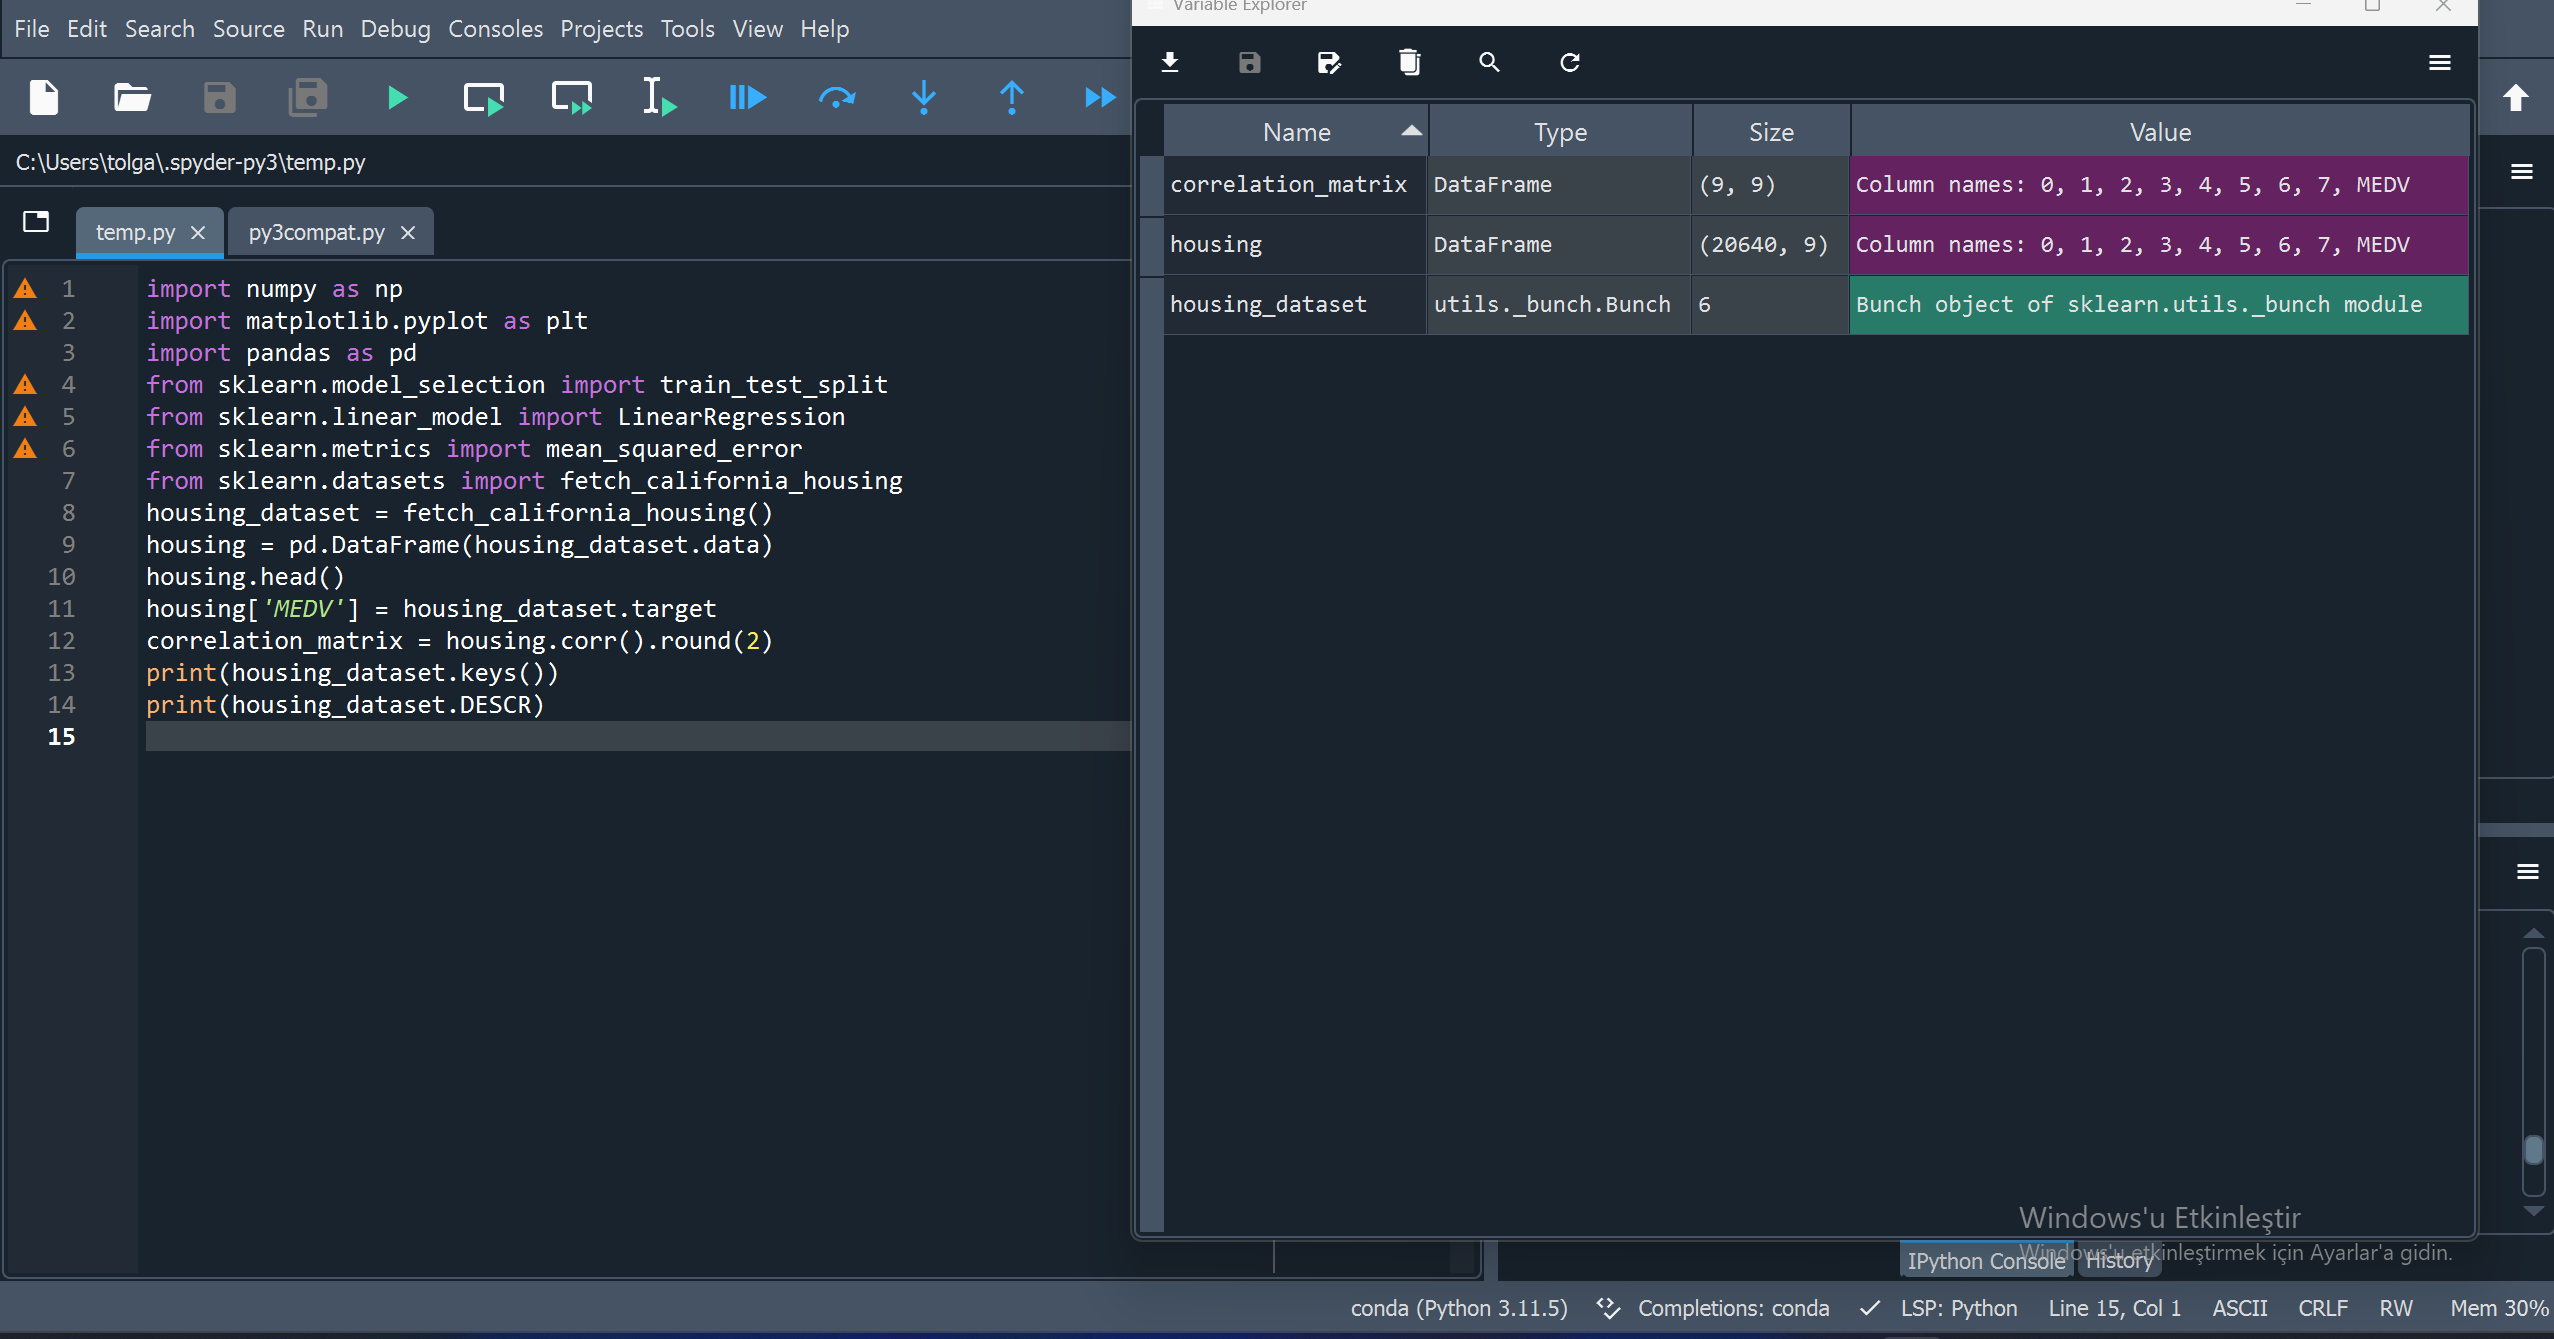 File Edit Search Source Run Debug Consoles Projects Tools View Help
C:\Users\tolga\.spyder-py3\temp.py
temp.py
py3compat.py
1 import numpy as np
2 import matplotlib.pyplot as plt
3 import pandas as pd
4 from sklearn.model_selection import train_test_split
5 from sklearn.linear_model import LinearRegression
6 from sklearn.metrics import mean_squared_error
7 from sklearn.datasets import fetch_california_housing
8 housing_dataset = fetch_california_housing()
9 housing = pd.DataFrame(housing_dataset.data)
10 housing.head()
11 housing['MEDV'] = housing_dataset.target
12 correlation_matrix = housing.corr().round(2)
13 print(housing_dataset.keys())
14 print(housing_dataset.DESCR)
15
Variable Explorer
Name Type Size Value
correlation_matrix DataFrame (9, 9) Column names: 0, 1, 2, 3, 4, 5, 6, 7, MEDV
housing DataFrame (20640, 9) Column names: 0, 1, 2, 3, 4, 5, 6, 7, MEDV
housing_dataset utils._bunch.Bunch 6 Bunch object of sklearn.utils._bunch module
Windows'u Etkinleştir
Windows'u etkinleştirmek için Ayarlar'a gidin.
IPython Console History
conda (Python 3.11.5) Completions: conda LSP: Python Line 15, Col 1 ASCII CRLF RW Mem 30%